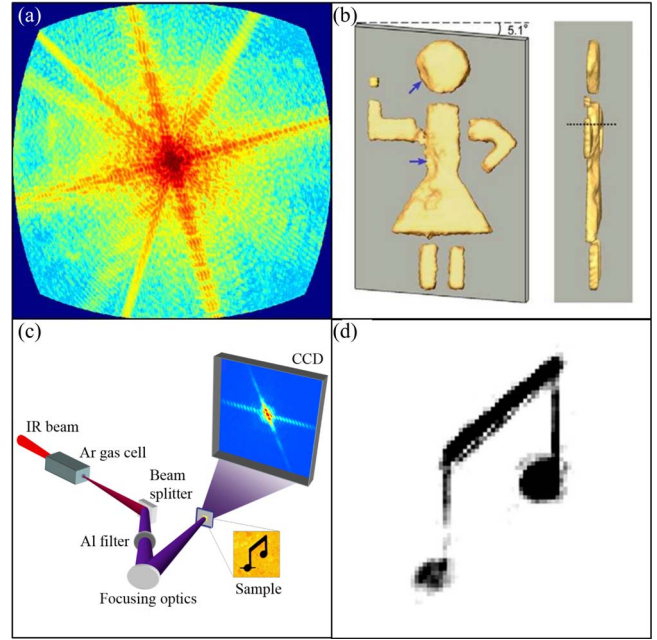 (a)
(b)
5.1°
(c)
CCD
IR beam
Ar gas cell
Beam
splitter
Al filter
Focusing optics
Sample
(d)